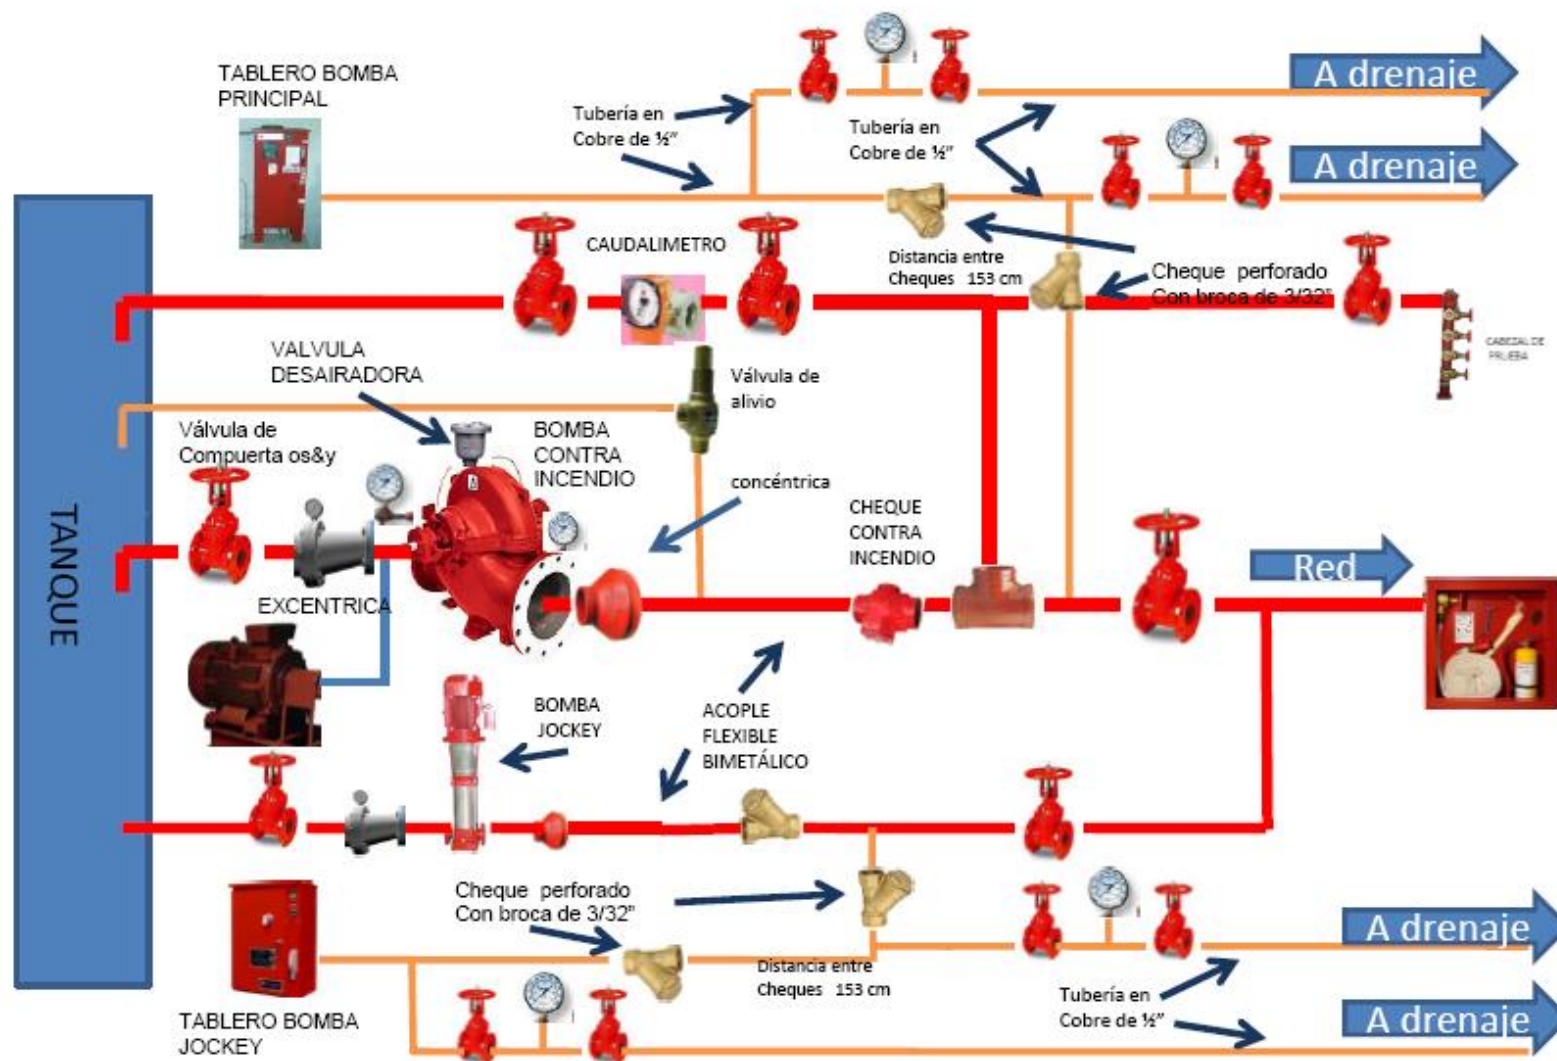 TABLERO BOMBA
PRINCIPAL
Tubería en
Cobre de ½"
Tubería en
Cobre de ½"
A drenaje
A drenaje
CAUDALIMETRO
Distancia entre
Cheques 153 cm
Cheque perforado
Con broca de 3/32"
CABEZAL DE
PRUEBA
VALVULA
DESAIRADORA
Válvula de
alivio
Válvula de
Compuerta os&y
BOMBA
CONTRA
INCENDIO
concéntrica
CHEQUE
CONTRA
INCENDIO
TANQUE
Red
EXCENTRICA
BOMBA
JOCKEY
ACOPLE
FLEXIBLE
BIMETÁLICO
Cheque perforado
Con broca de 3/32"
A drenaje
Distancia entre
Cheques 153 cm
Tubería en
Cobre de ½"
A drenaje
TABLERO BOMBA
JOCKEY